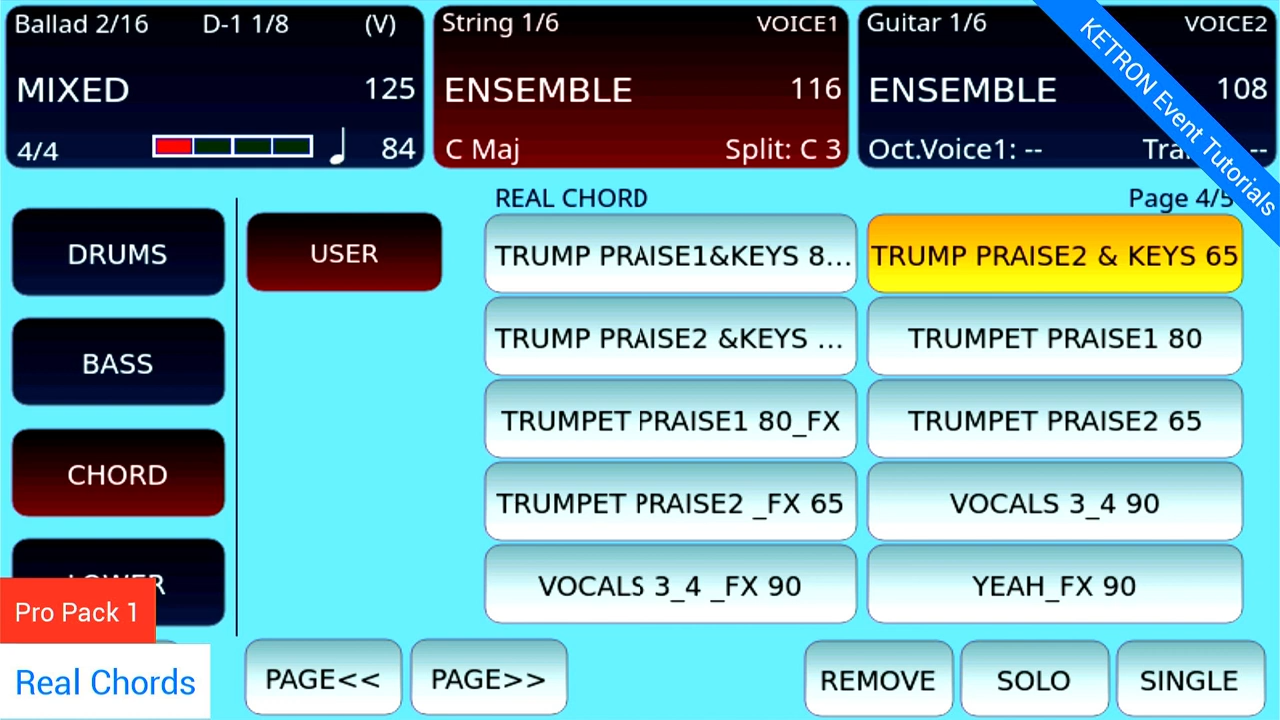 Ballad 2/16 D-1 1/8 (V)
MIXED 125
4/4 84
String 1/6 VOICE1
ENSEMBLE 116
C Maj Split: C 3
Guitar 1/6 VOICE2
ENSEMBLE 108
Oct.Voice1: -- --
KETRON Event Tutorials
REAL CHORD Page 4/5
DRUMS
BASS
CHORD
LOWER
USER
TRUMP PRAISE1&KEYS 8...
TRUMP PRAISE2 & KEYS 65
TRUMP PRAISE2 &KEYS ...
TRUMPET PRAISE1 80
TRUMPET PRAISE1 80_FX
TRUMPET PRAISE2 65
TRUMPET PRAISE2 _FX 65
VOCALS 3_4 90
VOCALS 3_4 _FX 90
YEAH_FX 90
Pro Pack 1
Real Chords
PAGE<<
PAGE>>
REMOVE
SOLO
SINGLE